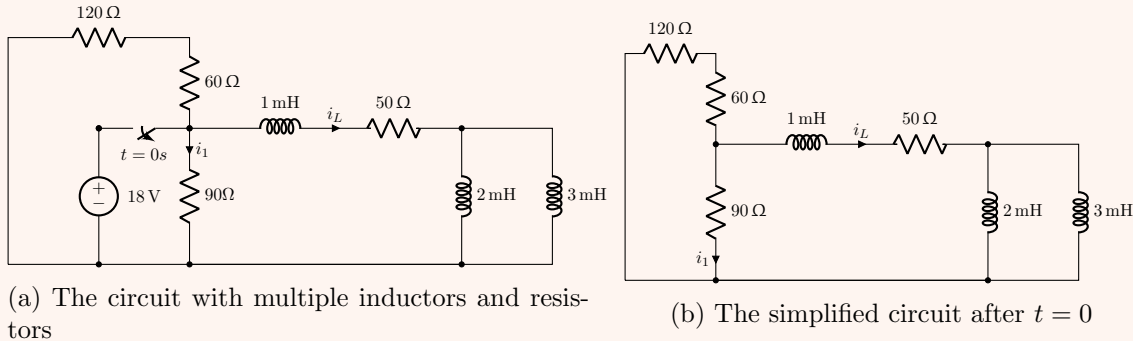 120 Ω
60 Ω
1 mH
50 Ω
i_L
t = 0s
i_1
+
−
18 V
90Ω
2 mH
3 mH
(a) The circuit with multiple inductors and resis-
tors
120 Ω
60 Ω
1 mH
50 Ω
i_L
90 Ω
i_1
2 mH
3 mH
(b) The simplified circuit after t = 0